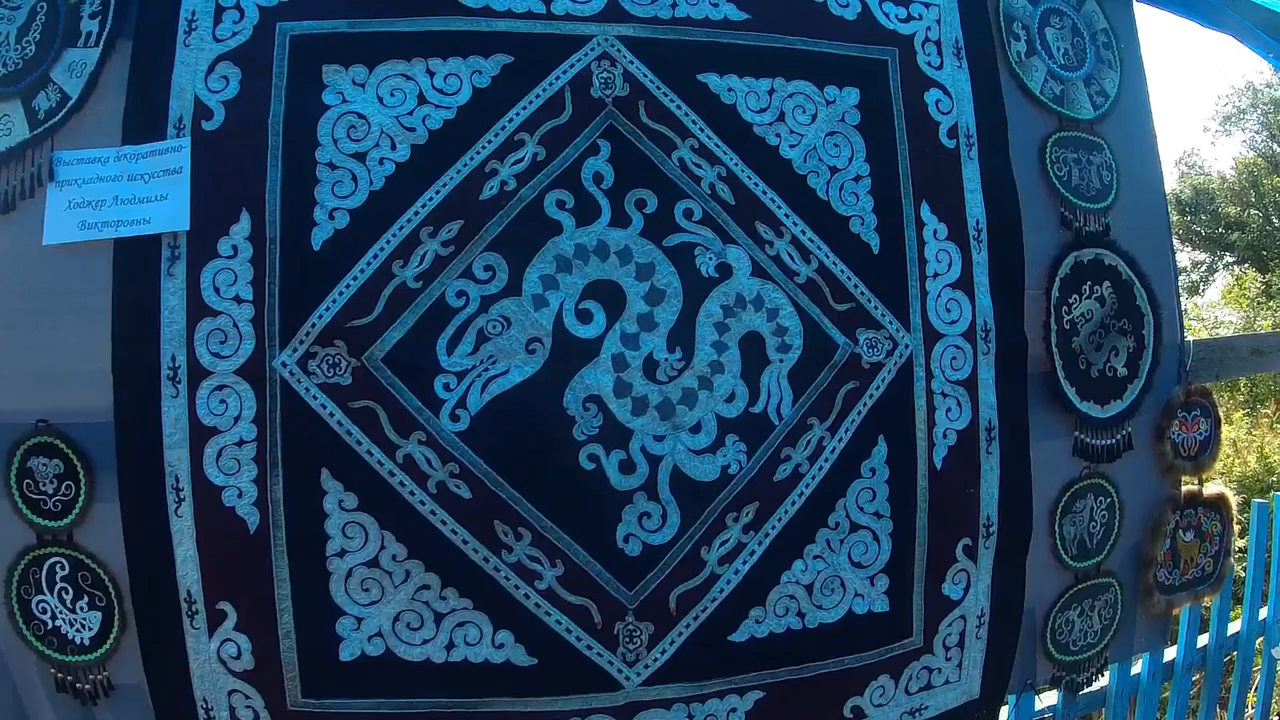 Выставка декоративно-
прикладного искусства
Ходжер Людмилы
Викторовны